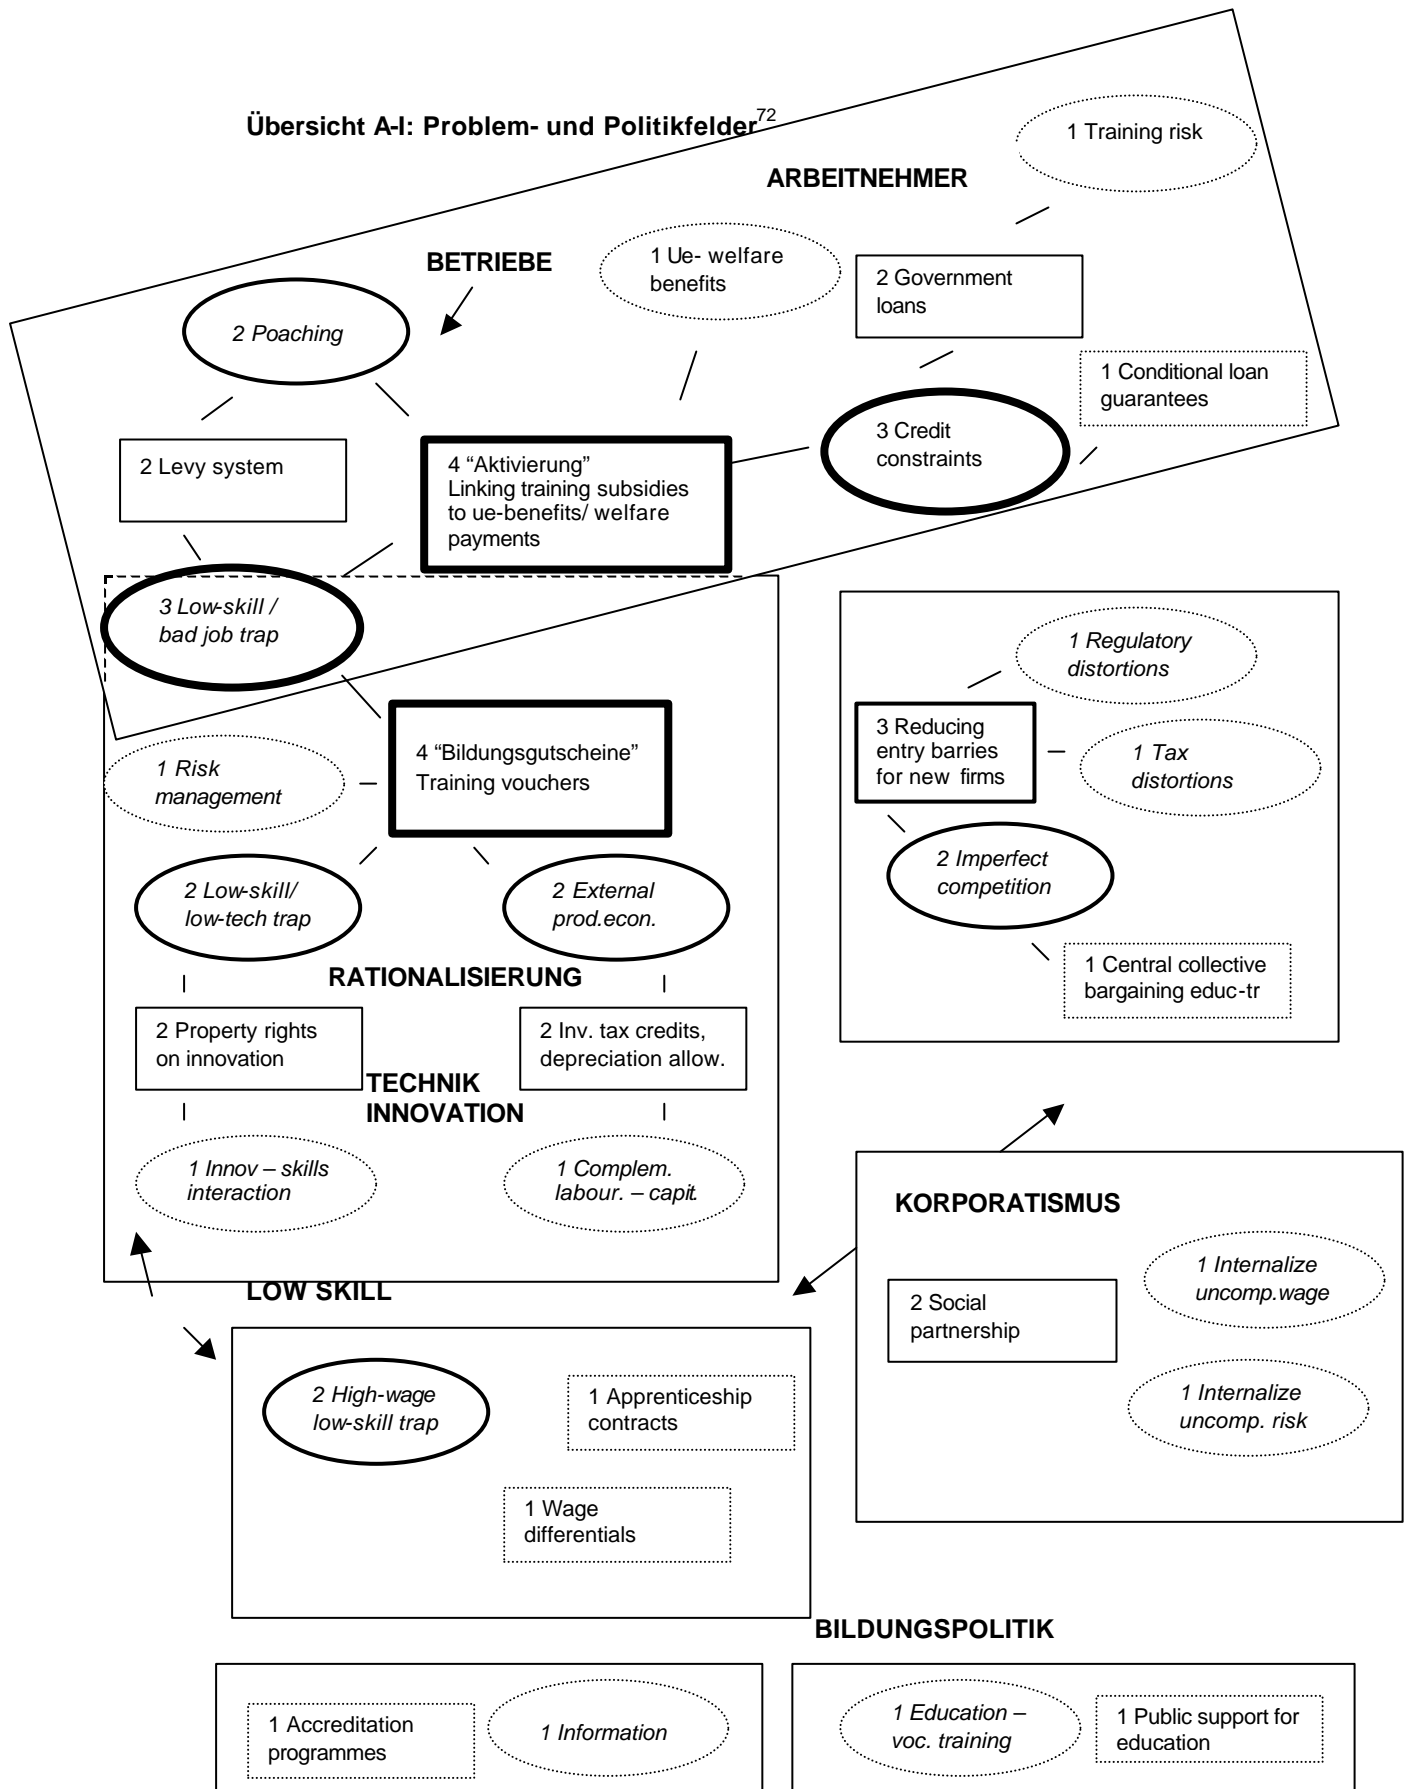 Übersicht A-I: Problem- und Politikfelder72
1 Training risk
ARBEITNEHMER
BETRIEBE
1 Ue- welfare
benefits
2 Government
loans
2 Poaching
1 Conditional loan
guarantees
2 Levy system
4 “Aktivierung”
Linking training subsidies
to ue-benefits/ welfare
payments
3 Credit
constraints
3 Low-skill /
bad job trap
1 Regulatory
distortions
4 “Bildungsgutscheine”
Training vouchers
3 Reducing
entry barries
for new firms
1 Tax
distortions
1 Risk
management
2 Low-skill/
low-tech trap
2 External
prod.econ.
2 Imperfect
competition
RATIONALISIERUNG
1 Central collective
bargaining educ-tr
2 Property rights
on innovation
2 Inv. tax credits,
depreciation allow.
TECHNIK
INNOVATION
1 Innov – skills
interaction
1 Complem.
labour. – capit.
KORPORATISMUS
1 Internalize
uncomp.wage
LOW SKILL
2 Social
partnership
2 High-wage
low-skill trap
1 Apprenticeship
contracts
1 Internalize
uncomp. risk
1 Wage
differentials
BILDUNGSPOLITIK
1 Accreditation
programmes
1 Information
1 Education –
voc. training
1 Public support for
education